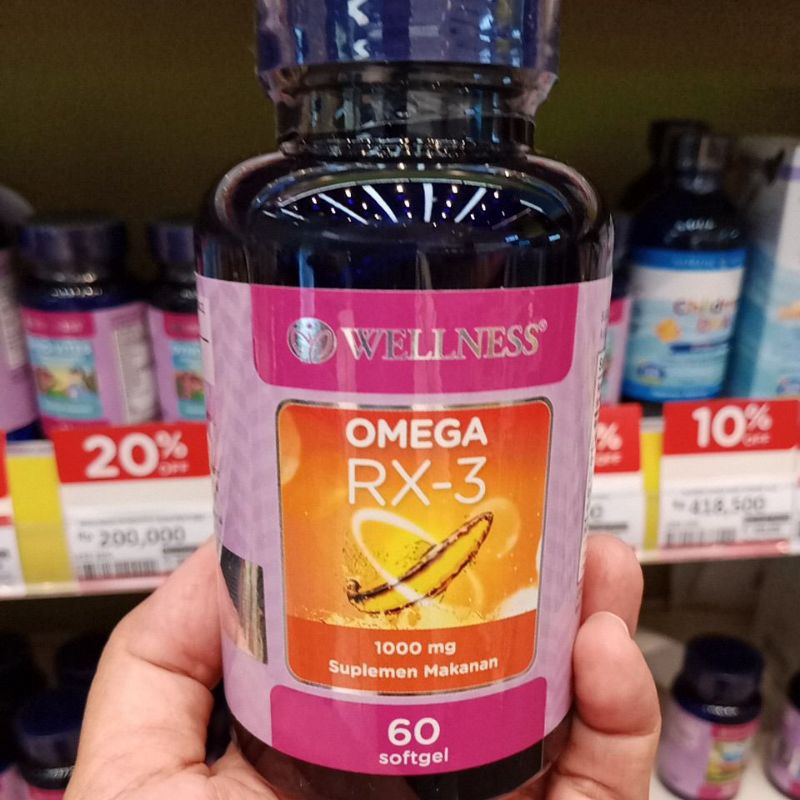 WELLNESS®
OMEGA
RX-3
1000 mg
Suplemen Makanan
60
softgel
20%
OFF
Rp 200,000
%
10%
OFF
Rp 418,500